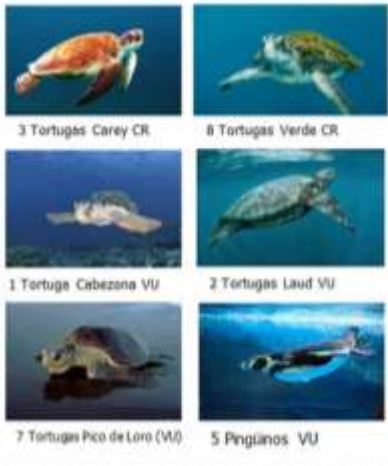 3 Tortugas Carey CR
8 Tortugas Verde CR
1 Tortuga Cabezona VU
2 Tortugas Laud VU
7 Tortugas Pico de Loro (VU)
5 Pingüinos VU